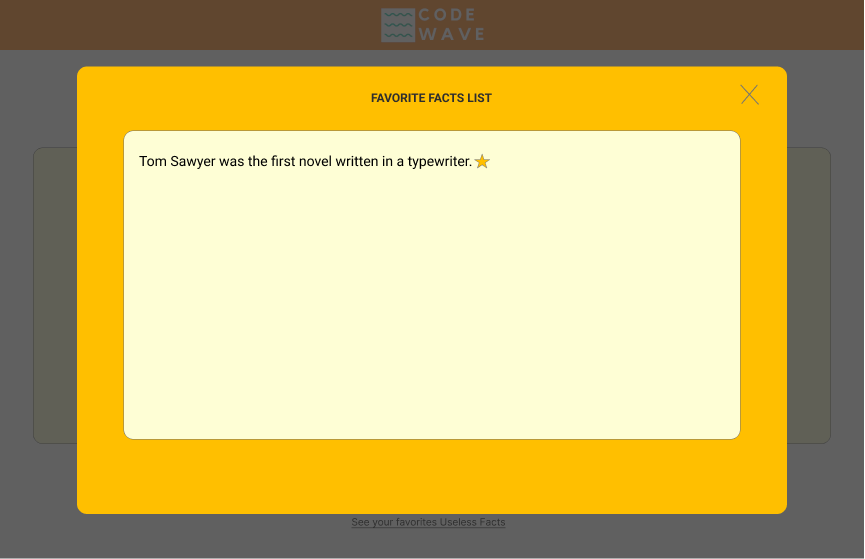 CODE
WAVE
FAVORITE FACTS LIST
Tom Sawyer was the first novel written in a typewriter.
See your favorites Useless Facts